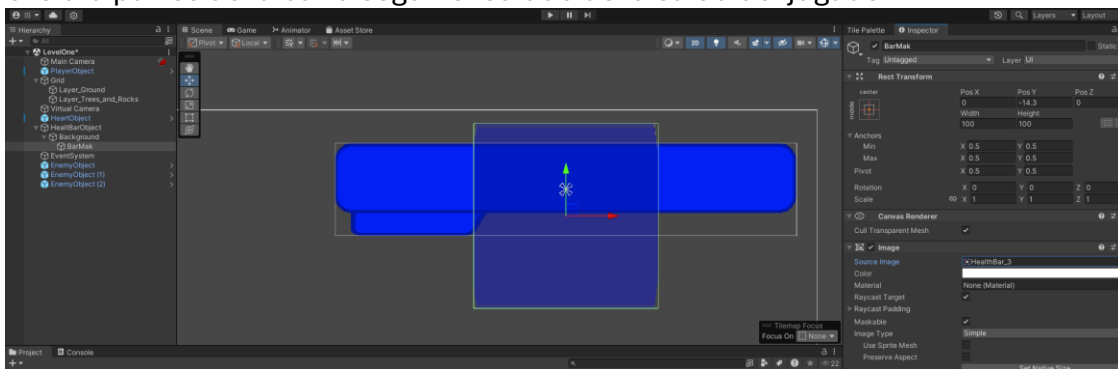 IS
Layers
Layout
Hierarchy
Scene
Game
Animator
Asset Store
Tile Palette
Inspector
All
Pivot
Local
2D
BarMak
Static
LevelOne*
Tag Untagged
Layer UI
Main Camera
PlayerObject
Rect Transform
Grid
center
Pos X
Pos Y
Pos Z
Layer_Ground
0
-14.3
0
Layer_Trees_and_Rocks
middle
Width
Height
Virtual Camera
100
100
HeartObject
Anchors
HealtBarObject
Min
X 0.5
Y 0.5
Background
Max
X 0.5
Y 0.5
BarMak
Pivot
X 0.5
Y 0.5
EventSystem
EnemyObject
Rotation
X 0
Y 0
Z 0
EnemyObject (1)
Scale
X 1
Y 1
Z 1
EnemyObject (2)
Canvas Renderer
Cull Transparent Mesh
Image
Source Image
HealthBar_3
Color
Material
None (Material)
Raycast Target
Raycast Padding
Tilemap Focus
Maskable
Focus On
None
Image Type
Simple
Project
Console
Use Sprite Mesh
22
Preserve Aspect
Set Native Size